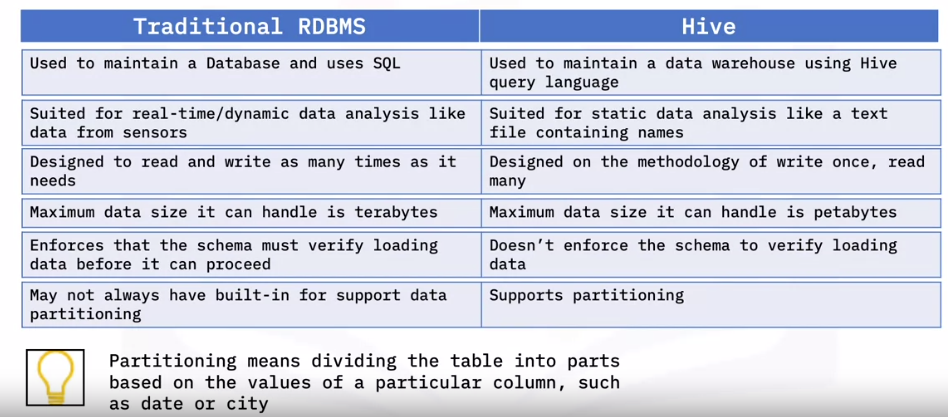 Traditional RDBMS
Hive
Used to maintain a Database and uses SQL
Used to maintain a data warehouse using Hive
query language
Suited for real-time/dynamic data analysis like
data from sensors
Suited for static data analysis like a text
file containing names
Designed to read and write as many times as it
needs
Designed on the methodology of write once, read
many
Maximum data size it can handle is terabytes
Maximum data size it can handle is petabytes
Enforces that the schema must verify loading
data before it can proceed
Doesn’t enforce the schema to verify loading
data
May not always have built-in for support data
partitioning
Supports partitioning
Partitioning means dividing the table into parts
based on the values of a particular column, such
as date or city